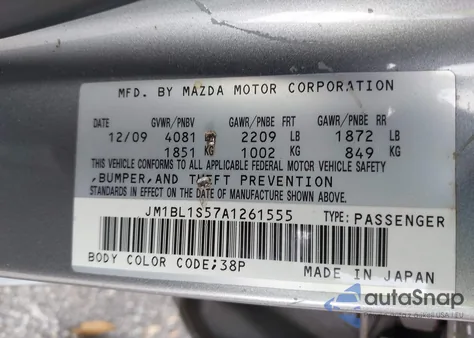 MFD. BY MAZDA MOTOR CORPORATION
DATE GVWR/PNBV GAWR/PNBE FRT GAWR/PNBE RR
12/09 4081 2209 LB 1872 LB
1851 KG 1002 KG 849 KG
THIS VEHICLE CONFORMS TO ALL APPLICABLE FEDERAL MOTOR VEHICLE SAFETY
,BUMPER,AND THEFT PREVENTION
STANDARDS IN EFFECT ON THE DATE OF MANUFACTURE SHOWN ABOVE.
JM1BL1S57A1261555 TYPE: PASSENGER
BODY COLOR CODE;38P MADE IN JAPAN
autoSnap